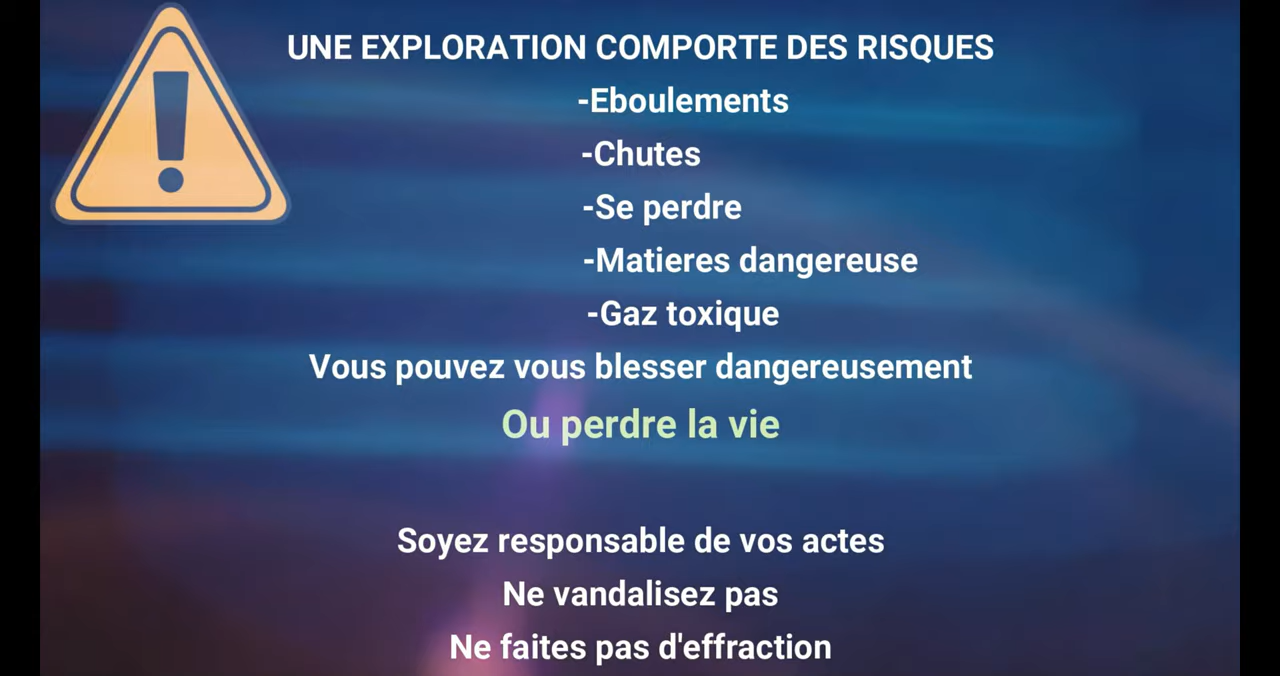 UNE EXPLORATION COMPORTE DES RISQUES
-Eboulements
-Chutes
-Se perdre
-Matieres dangereuse
-Gaz toxique
Vous pouvez vous blesser dangereusement
Ou perdre la vie
Soyez responsable de vos actes
Ne vandalisez pas
Ne faites pas d'effraction